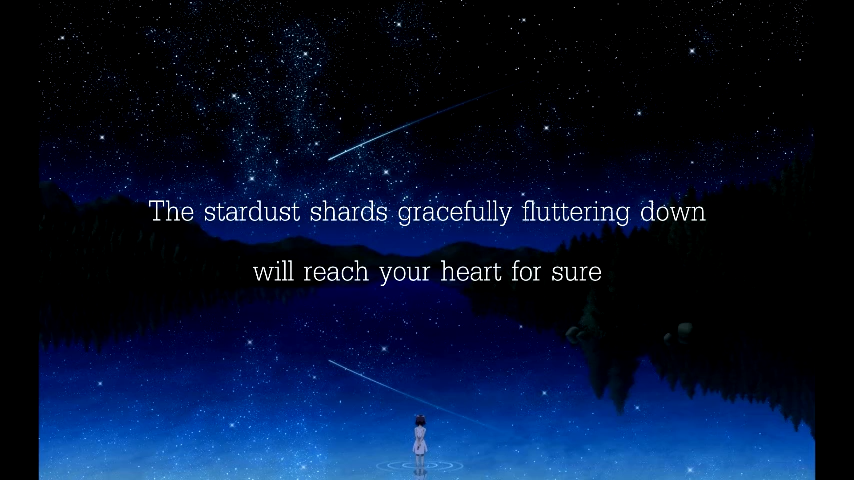 The stardust shards gracefully fluttering down
will reach your heart for sure